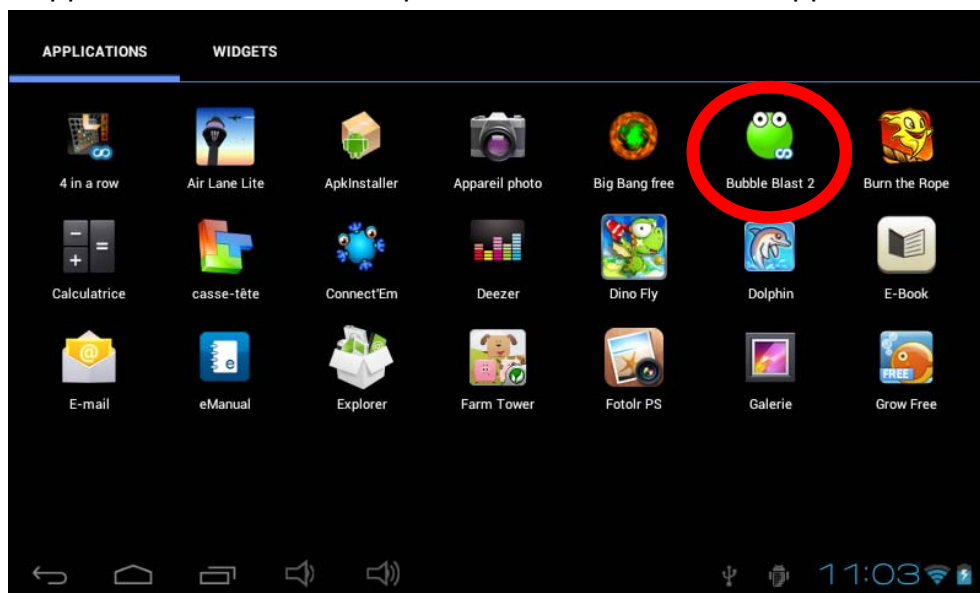 APPLICATIONS WIDGETS
4 in a row Air Lane Lite ApkInstaller Appareil photo Big Bang free Bubble Blast 2 Burn the Rope
Calculatrice casse-tête Connect'Em Deezer Dino Fly Dolphin E-Book
E-mail eManual Explorer Farm Tower Fotolr PS Galerie FREE Grow Free
11:03